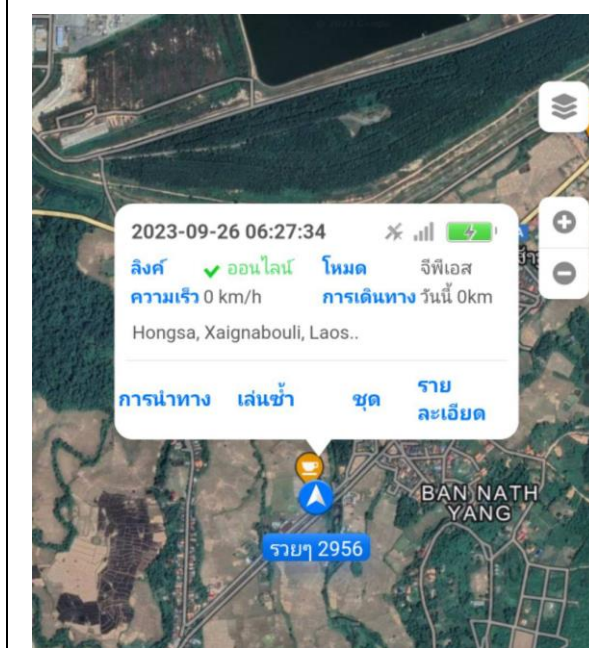 2023-09-26 06:27:34
ลิงค์ ออนไลน์ โหมด จีพีเอส
ความเร็ว 0 km/h การเดินทาง วันนี้ 0km
Hongsa, Xaignabouli, Laos..
การนำทาง เล่นซ้ำ ชุด ราย
ละเอียด
BAN NATH
YANG
รวยๆ 2956